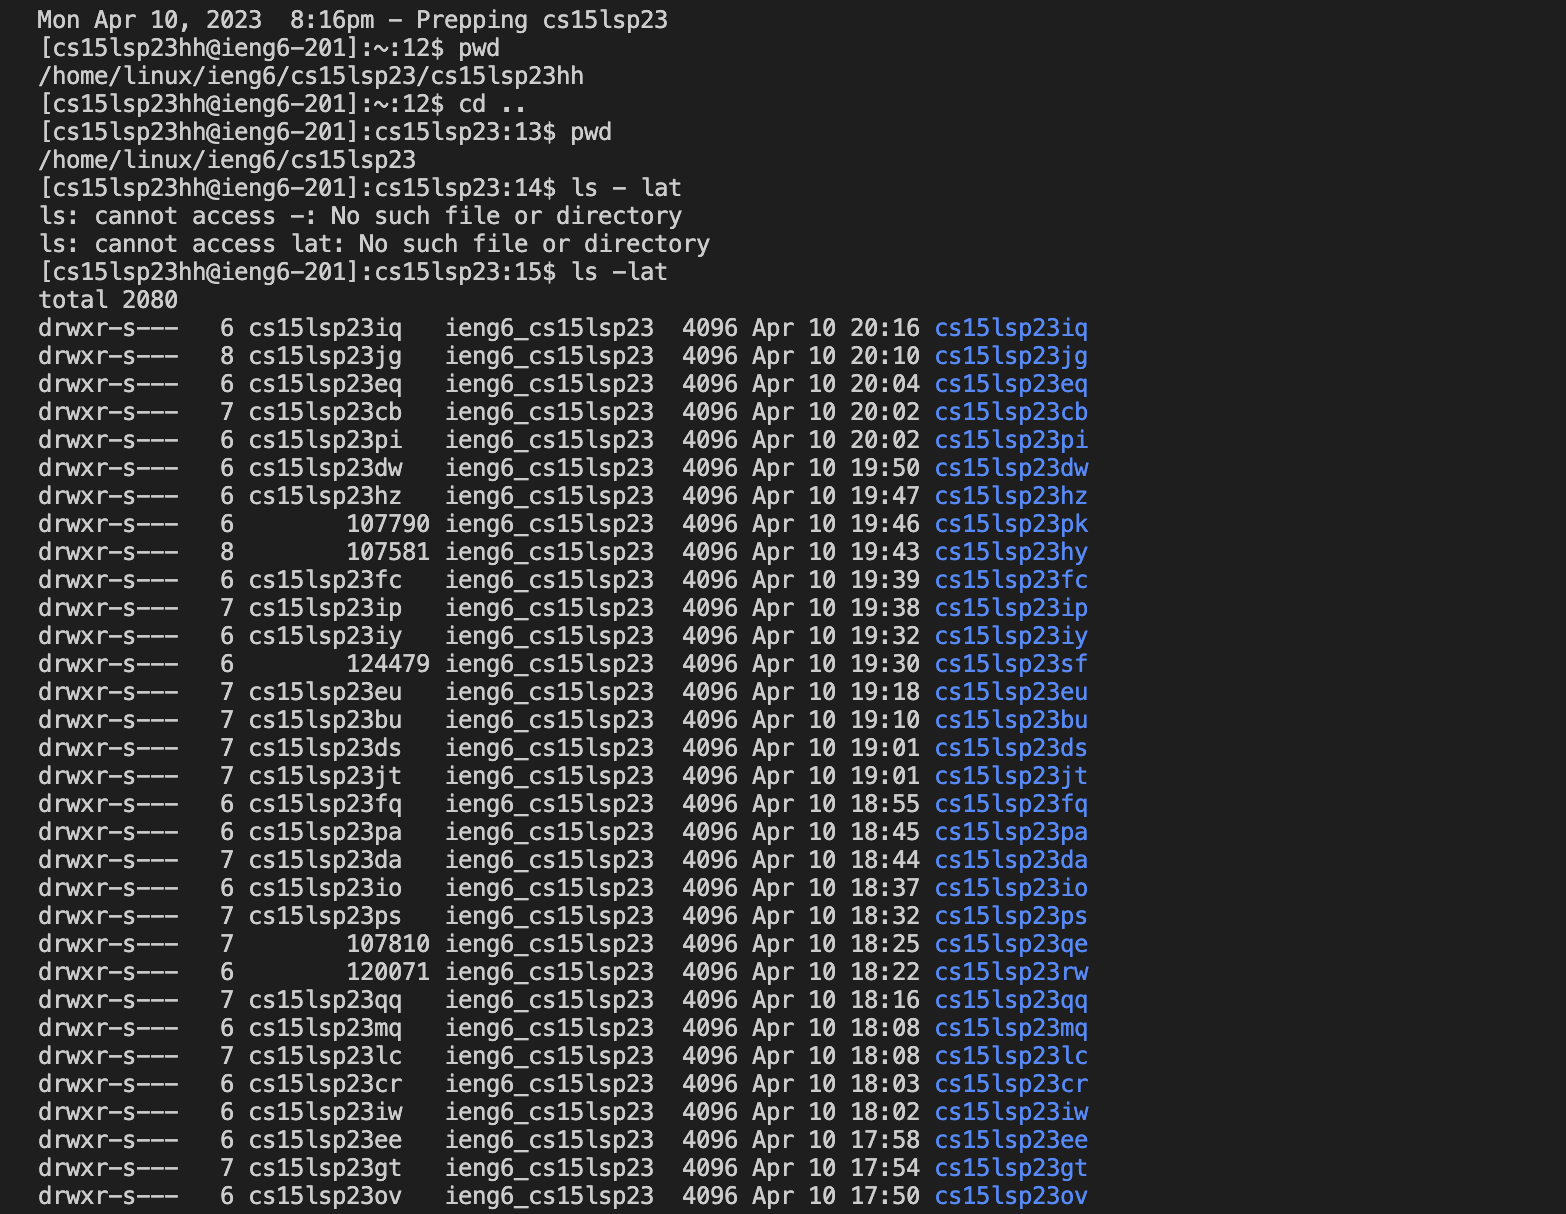 Mon Apr 10, 2023  8:16pm - Prepping cs15lsp23
[cs15lsp23hh@ieng6-201]:~:12$ pwd
/home/linux/ieng6/cs15lsp23/cs15lsp23hh
[cs15lsp23hh@ieng6-201]:~:12$ cd ..
[cs15lsp23hh@ieng6-201]:cs15lsp23:13$ pwd
/home/linux/ieng6/cs15lsp23
[cs15lsp23hh@ieng6-201]:cs15lsp23:14$ ls - lat
ls: cannot access -: No such file or directory
ls: cannot access lat: No such file or directory
[cs15lsp23hh@ieng6-201]:cs15lsp23:15$ ls -lat
total 2080
drwxr-s---   6 cs15lsp23iq   ieng6_cs15lsp23  4096 Apr 10 20:16 cs15lsp23iq
drwxr-s---   8 cs15lsp23jg   ieng6_cs15lsp23  4096 Apr 10 20:10 cs15lsp23jg
drwxr-s---   6 cs15lsp23eq   ieng6_cs15lsp23  4096 Apr 10 20:04 cs15lsp23eq
drwxr-s---   7 cs15lsp23cb   ieng6_cs15lsp23  4096 Apr 10 20:02 cs15lsp23cb
drwxr-s---   6 cs15lsp23pi   ieng6_cs15lsp23  4096 Apr 10 20:02 cs15lsp23pi
drwxr-s---   6 cs15lsp23dw   ieng6_cs15lsp23  4096 Apr 10 19:50 cs15lsp23dw
drwxr-s---   6 cs15lsp23hz   ieng6_cs15lsp23  4096 Apr 10 19:47 cs15lsp23hz
drwxr-s---   6        107790 ieng6_cs15lsp23  4096 Apr 10 19:46 cs15lsp23pk
drwxr-s---   8        107581 ieng6_cs15lsp23  4096 Apr 10 19:43 cs15lsp23hy
drwxr-s---   6 cs15lsp23fc   ieng6_cs15lsp23  4096 Apr 10 19:39 cs15lsp23fc
drwxr-s---   7 cs15lsp23ip   ieng6_cs15lsp23  4096 Apr 10 19:38 cs15lsp23ip
drwxr-s---   6 cs15lsp23iy   ieng6_cs15lsp23  4096 Apr 10 19:32 cs15lsp23iy
drwxr-s---   6        124479 ieng6_cs15lsp23  4096 Apr 10 19:30 cs15lsp23sf
drwxr-s---   7 cs15lsp23eu   ieng6_cs15lsp23  4096 Apr 10 19:18 cs15lsp23eu
drwxr-s---   7 cs15lsp23bu   ieng6_cs15lsp23  4096 Apr 10 19:10 cs15lsp23bu
drwxr-s---   7 cs15lsp23ds   ieng6_cs15lsp23  4096 Apr 10 19:01 cs15lsp23ds
drwxr-s---   7 cs15lsp23jt   ieng6_cs15lsp23  4096 Apr 10 19:01 cs15lsp23jt
drwxr-s---   6 cs15lsp23fq   ieng6_cs15lsp23  4096 Apr 10 18:55 cs15lsp23fq
drwxr-s---   6 cs15lsp23pa   ieng6_cs15lsp23  4096 Apr 10 18:45 cs15lsp23pa
drwxr-s---   7 cs15lsp23da   ieng6_cs15lsp23  4096 Apr 10 18:44 cs15lsp23da
drwxr-s---   6 cs15lsp23io   ieng6_cs15lsp23  4096 Apr 10 18:37 cs15lsp23io
drwxr-s---   7 cs15lsp23ps   ieng6_cs15lsp23  4096 Apr 10 18:32 cs15lsp23ps
drwxr-s---   7        107810 ieng6_cs15lsp23  4096 Apr 10 18:25 cs15lsp23qe
drwxr-s---   6        120071 ieng6_cs15lsp23  4096 Apr 10 18:22 cs15lsp23rw
drwxr-s---   7 cs15lsp23qq   ieng6_cs15lsp23  4096 Apr 10 18:16 cs15lsp23qq
drwxr-s---   6 cs15lsp23mq   ieng6_cs15lsp23  4096 Apr 10 18:08 cs15lsp23mq
drwxr-s---   7 cs15lsp23lc   ieng6_cs15lsp23  4096 Apr 10 18:08 cs15lsp23lc
drwxr-s---   6 cs15lsp23cr   ieng6_cs15lsp23  4096 Apr 10 18:03 cs15lsp23cr
drwxr-s---   6 cs15lsp23iw   ieng6_cs15lsp23  4096 Apr 10 18:02 cs15lsp23iw
drwxr-s---   6 cs15lsp23ee   ieng6_cs15lsp23  4096 Apr 10 17:58 cs15lsp23ee
drwxr-s---   7 cs15lsp23gt   ieng6_cs15lsp23  4096 Apr 10 17:54 cs15lsp23gt
drwxr-s---   6 cs15lsp23ov   ieng6_cs15lsp23  4096 Apr 10 17:50 cs15lsp23ov